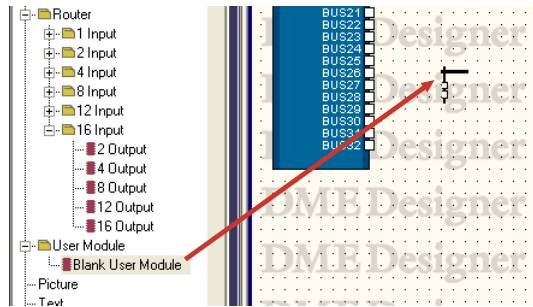 Router
1 Input
2 Input
4 Input
8 Input
12 Input
16 Input
2 Output
4 Output
8 Output
12 Output
16 Output
User Module
Blank User Module
Picture
Text
BUS21
BUS22
BUS23
BUS24
BUS25
BUS26
BUS27
BUS28
BUS29
BUS30
BUS31
BUS32
Designer
Designer
Designer
DME Designer
DME Designer